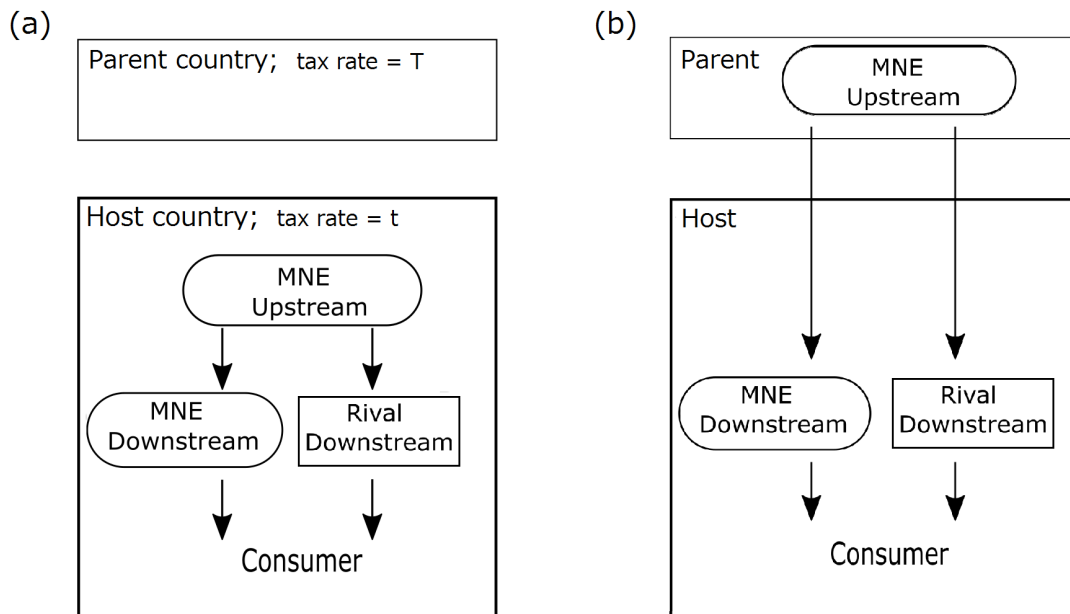 (a)
Parent country; tax rate = T
Host country; tax rate = t
MNE
Upstream
MNE
Downstream
Rival
Downstream
Consumer
(b)
Parent
MNE
Upstream
Host
MNE
Downstream
Rival
Downstream
Consumer